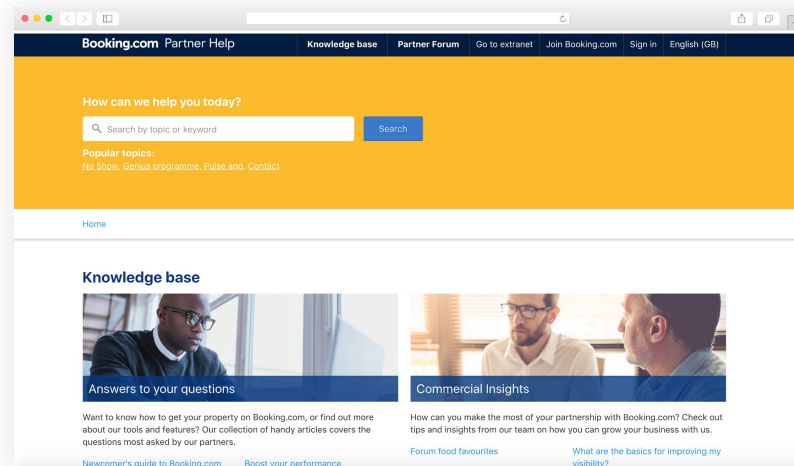 Booking.com Partner Help
Knowledge base
Partner Forum
Go to extranet
Join Booking.com
Sign in
English (GB)
How can we help you today?
Search by topic or keyword
Search
Popular topics:
No Show, Genius programme, Pulse app, Contact
Home
Knowledge base
Answers to your questions
Want to know how to get your property on Booking.com, or find out more
about our tools and features? Our collection of handy articles covers the
questions most asked by our partners.
Newcomer's guide to Booking.com
Boost your performance
Commercial Insights
How can you make the most of your partnership with Booking.com? Check out
tips and insights from our team on how you can grow your business with us.
Forum food favourites
What are the basics for improving my
visibility?